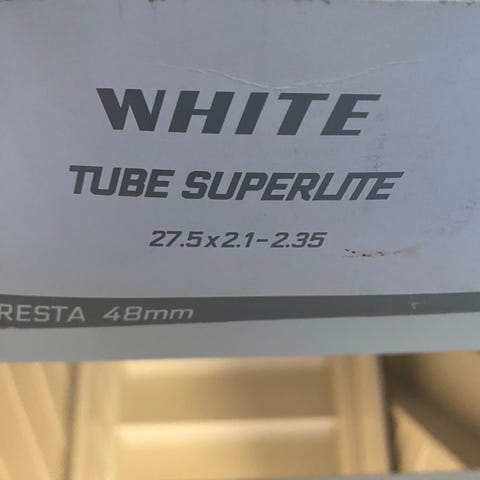 WHITE
TUBE SUPERLITE
27.5x2.1-2.35
RESTA 48mm